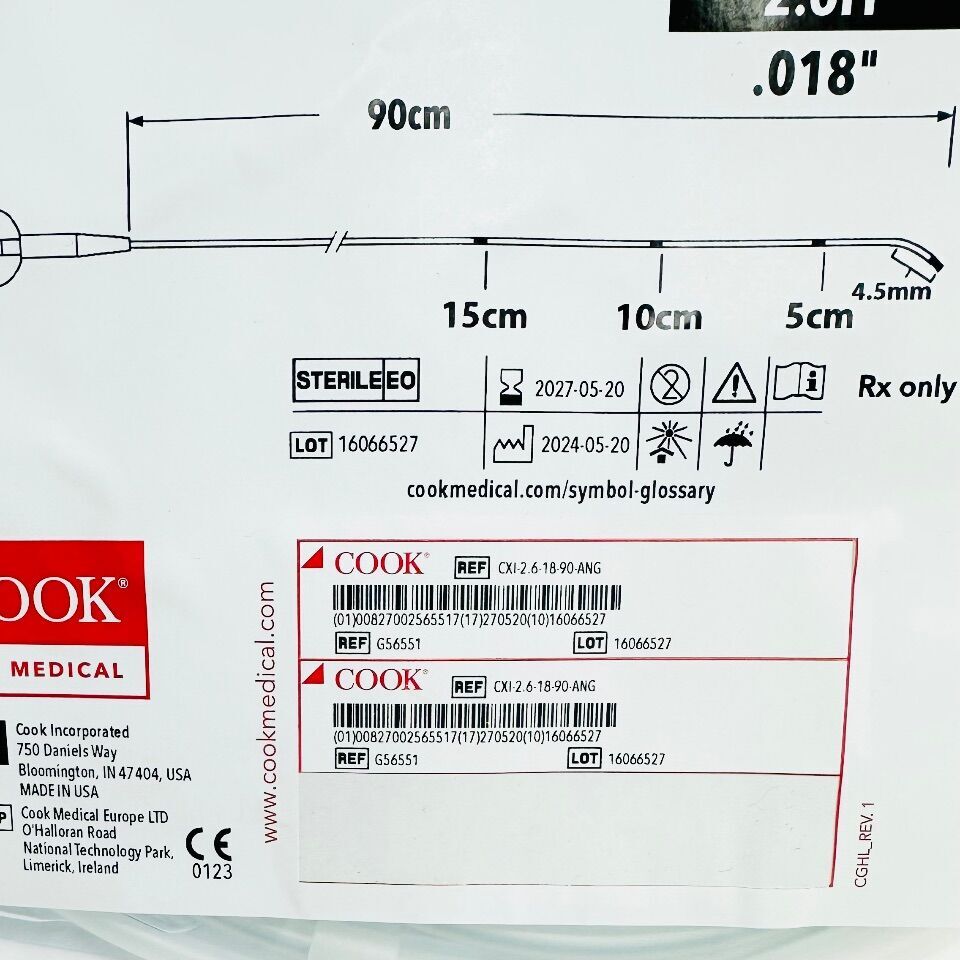 .018"
90cm
4.5mm
15cm
10cm
5cm
STERILE EO
2027-05-20
Rx only
LOT 16066527
2024-05-20
cookmedical.com/symbol-glossary
COOK® REF CXI-2.6-18-90-ANG
(01)00827002565517(17)270520(10)16066527
REF G56551 LOT 16066527
COOK® REF CXI-2.6-18-90-ANG
(01)00827002565517(17)270520(10)16066527
REF G56551 LOT 16066527
OOK®
MEDICAL
www.cookmedical.com
Cook Incorporated
750 Daniels Way
Bloomington, IN 47404, USA
MADE IN USA
P
Cook Medical Europe LTD
O'Halloran Road
National Technology Park,
Limerick, Ireland
CE
0123
CGHL_REV. 1